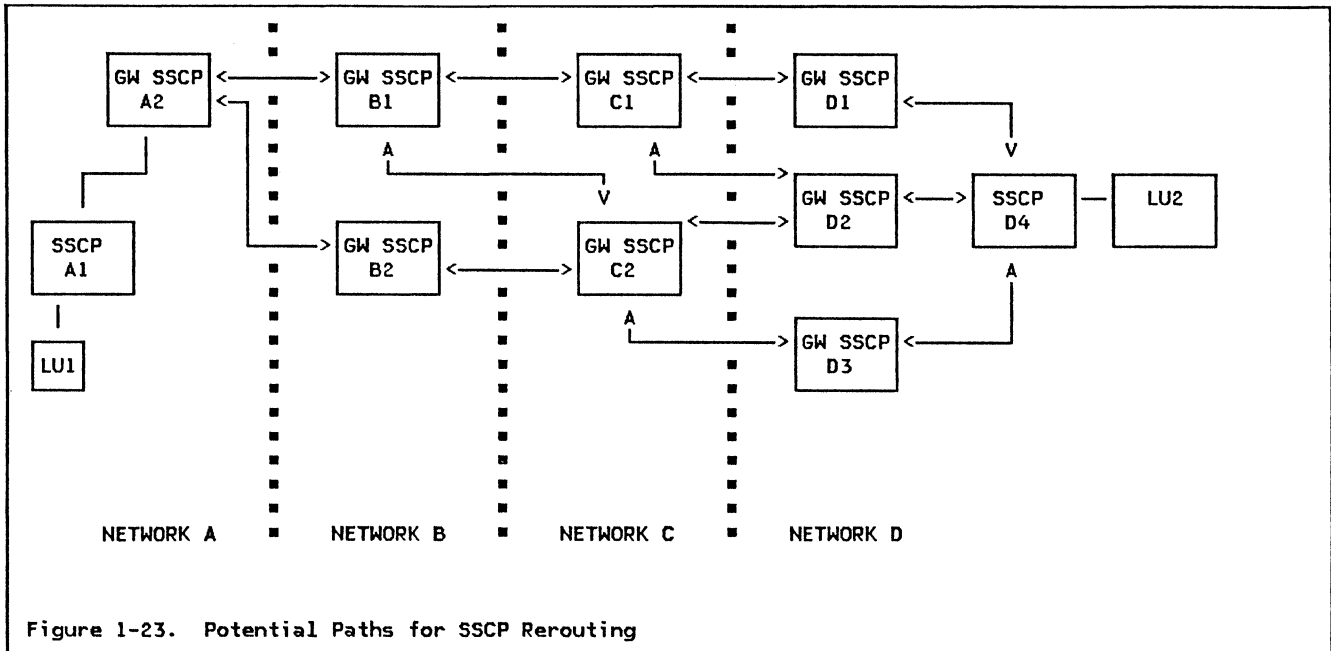 GW SSCP
A2
GW SSCP
B1
GW SSCP
C1
GW SSCP
D1
SSCP
A1
GW SSCP
B2
GW SSCP
C2
GW SSCP
D2
SSCP
D4
LU2
GW SSCP
D3
LU1
NETWORK A
NETWORK B
NETWORK C
NETWORK D
Figure 1-23. Potential Paths for SSCP Rerouting